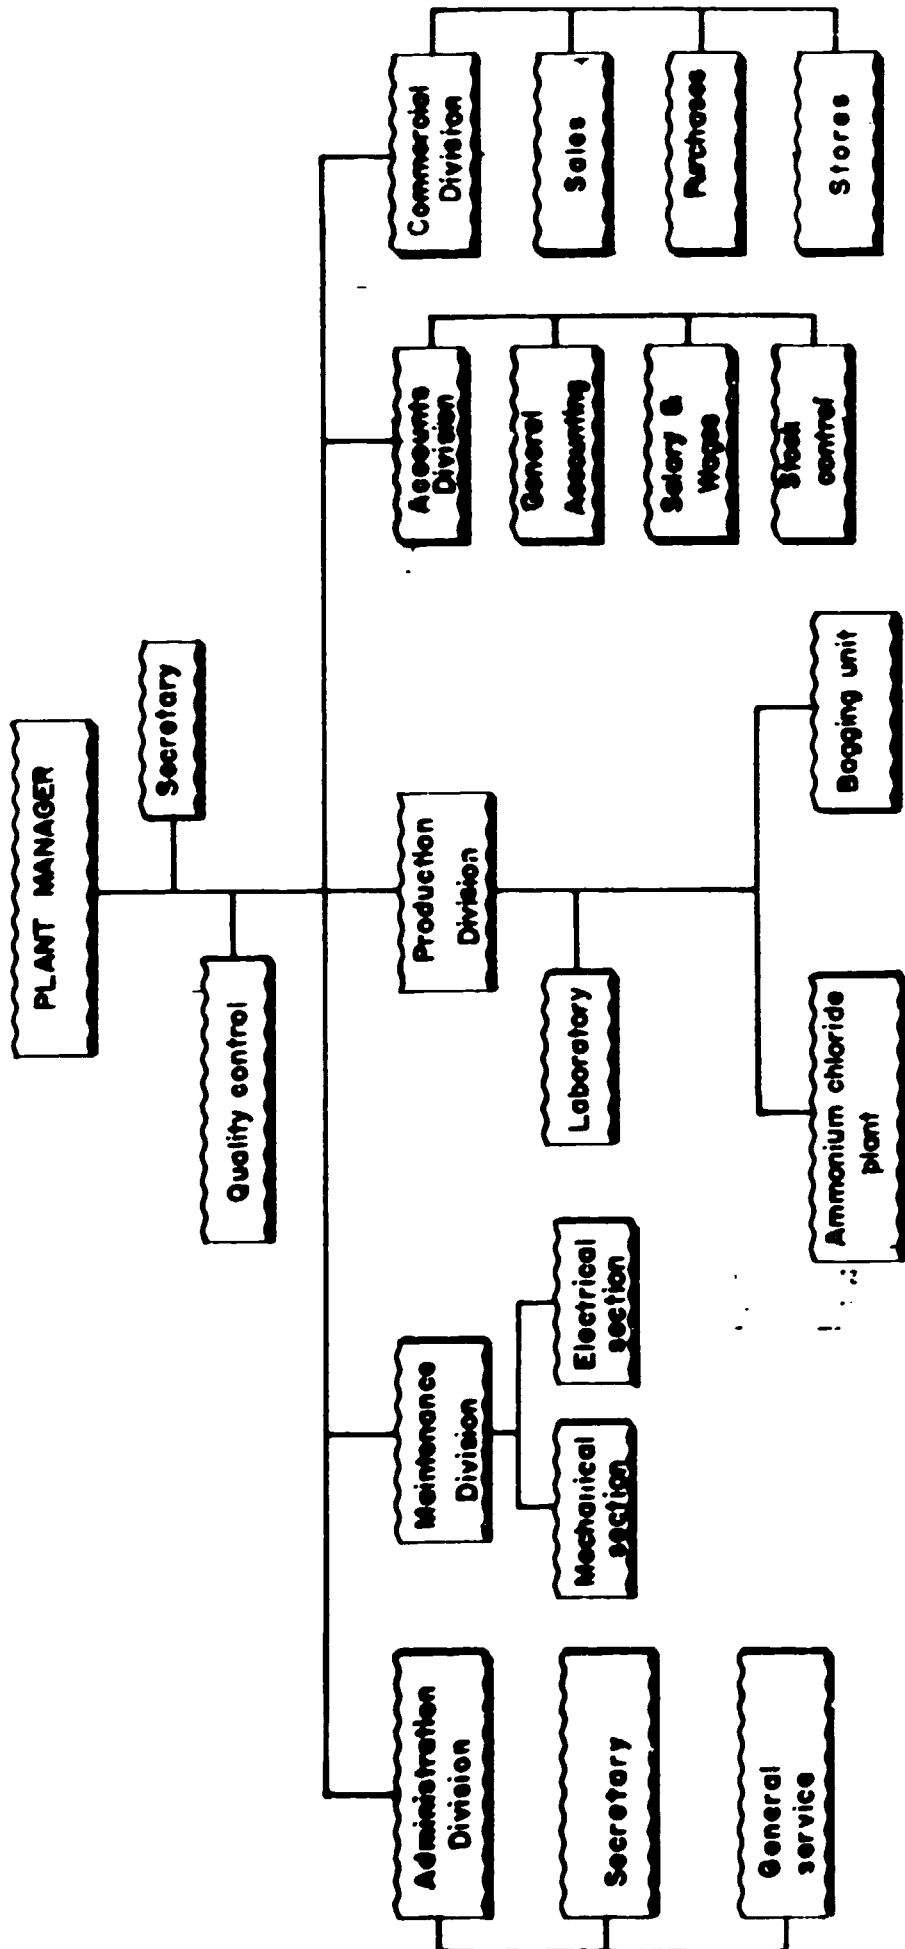 PLANT MANAGER
Secretary
Quality control
Administration
Division
Secretary
General
service
Maintenance
Division
Mechanical
section
Electrical
section
Production
Division
Laboratory
Ammonium chloride
plant
Bagging unit
Accounts
Division
General
Accounting
Salary &
Wages
Stock
control
Commercial
Division
Sales
Purchases
Stores